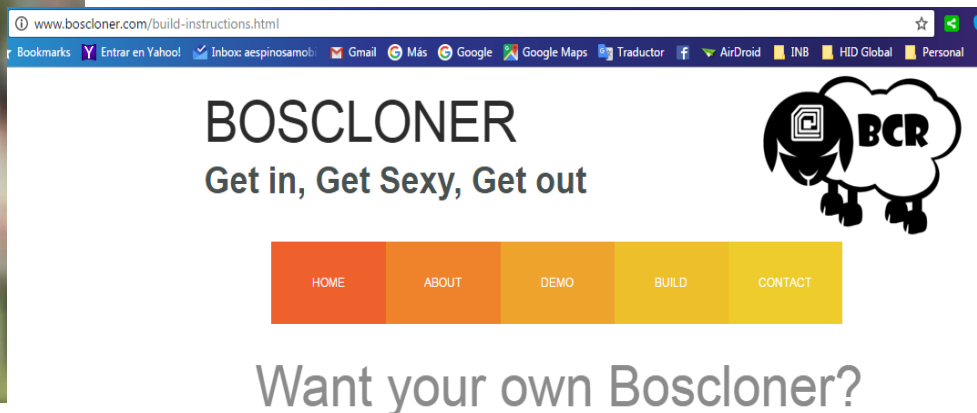 www.boscloner.com/build-instructions.html
Bookmarks Entrar en Yahoo! Inbox: aespinosamobi Gmail Más Google Google Maps Traductor AirDroid INB HID Global Personal
BOSCLONER
BCR
Get in, Get Sexy, Get out
HOME ABOUT DEMO BUILD CONTACT
Want your own Boscloner?